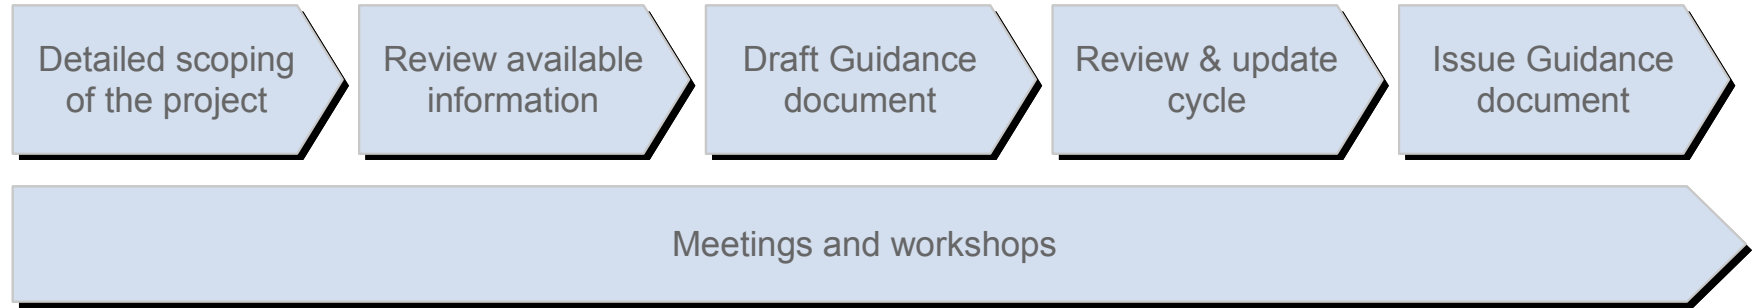 Detailed scoping
of the project
Review available
information
Draft Guidance
document
Review & update
cycle
Issue Guidance
document
Meetings and workshops